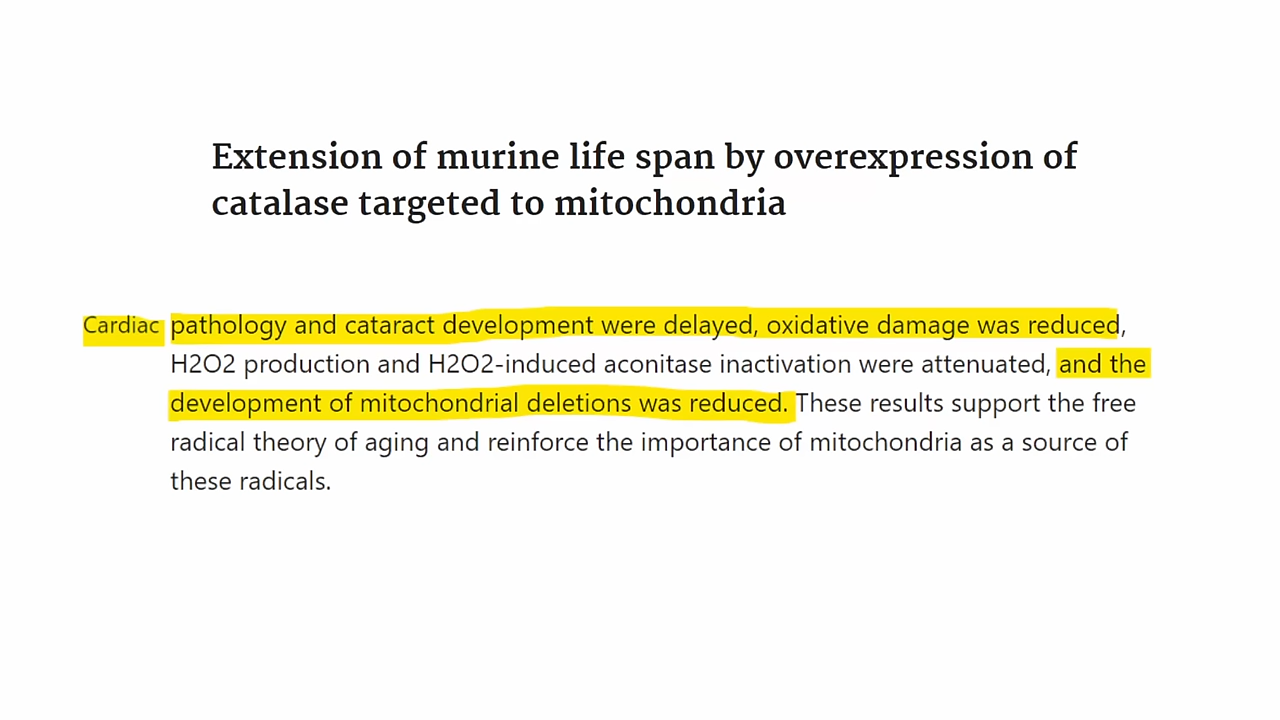 Extension of murine life span by overexpression of
catalase targeted to mitochondria
Cardiac pathology and cataract development were delayed, oxidative damage was reduced,
H2O2 production and H2O2-induced aconitase inactivation were attenuated, and the
development of mitochondrial deletions was reduced. These results support the free
radical theory of aging and reinforce the importance of mitochondria as a source of
these radicals.